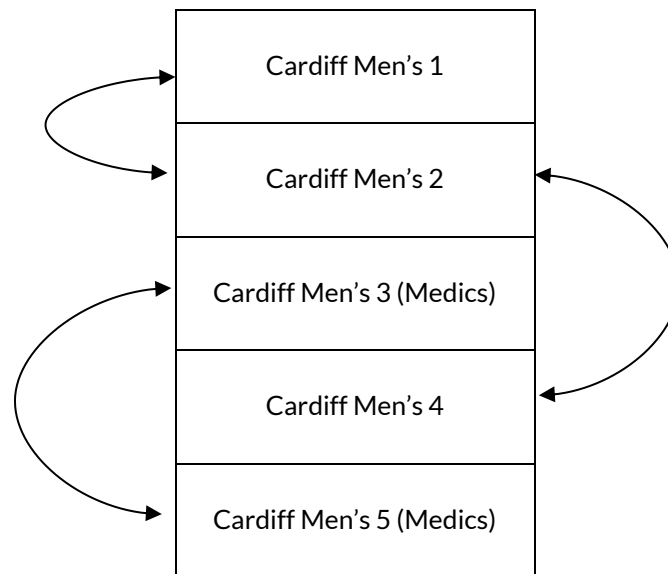 Cardiff Men’s 1
Cardiff Men’s 2
Cardiff Men’s 3 (Medics)
Cardiff Men’s 4
Cardiff Men’s 5 (Medics)